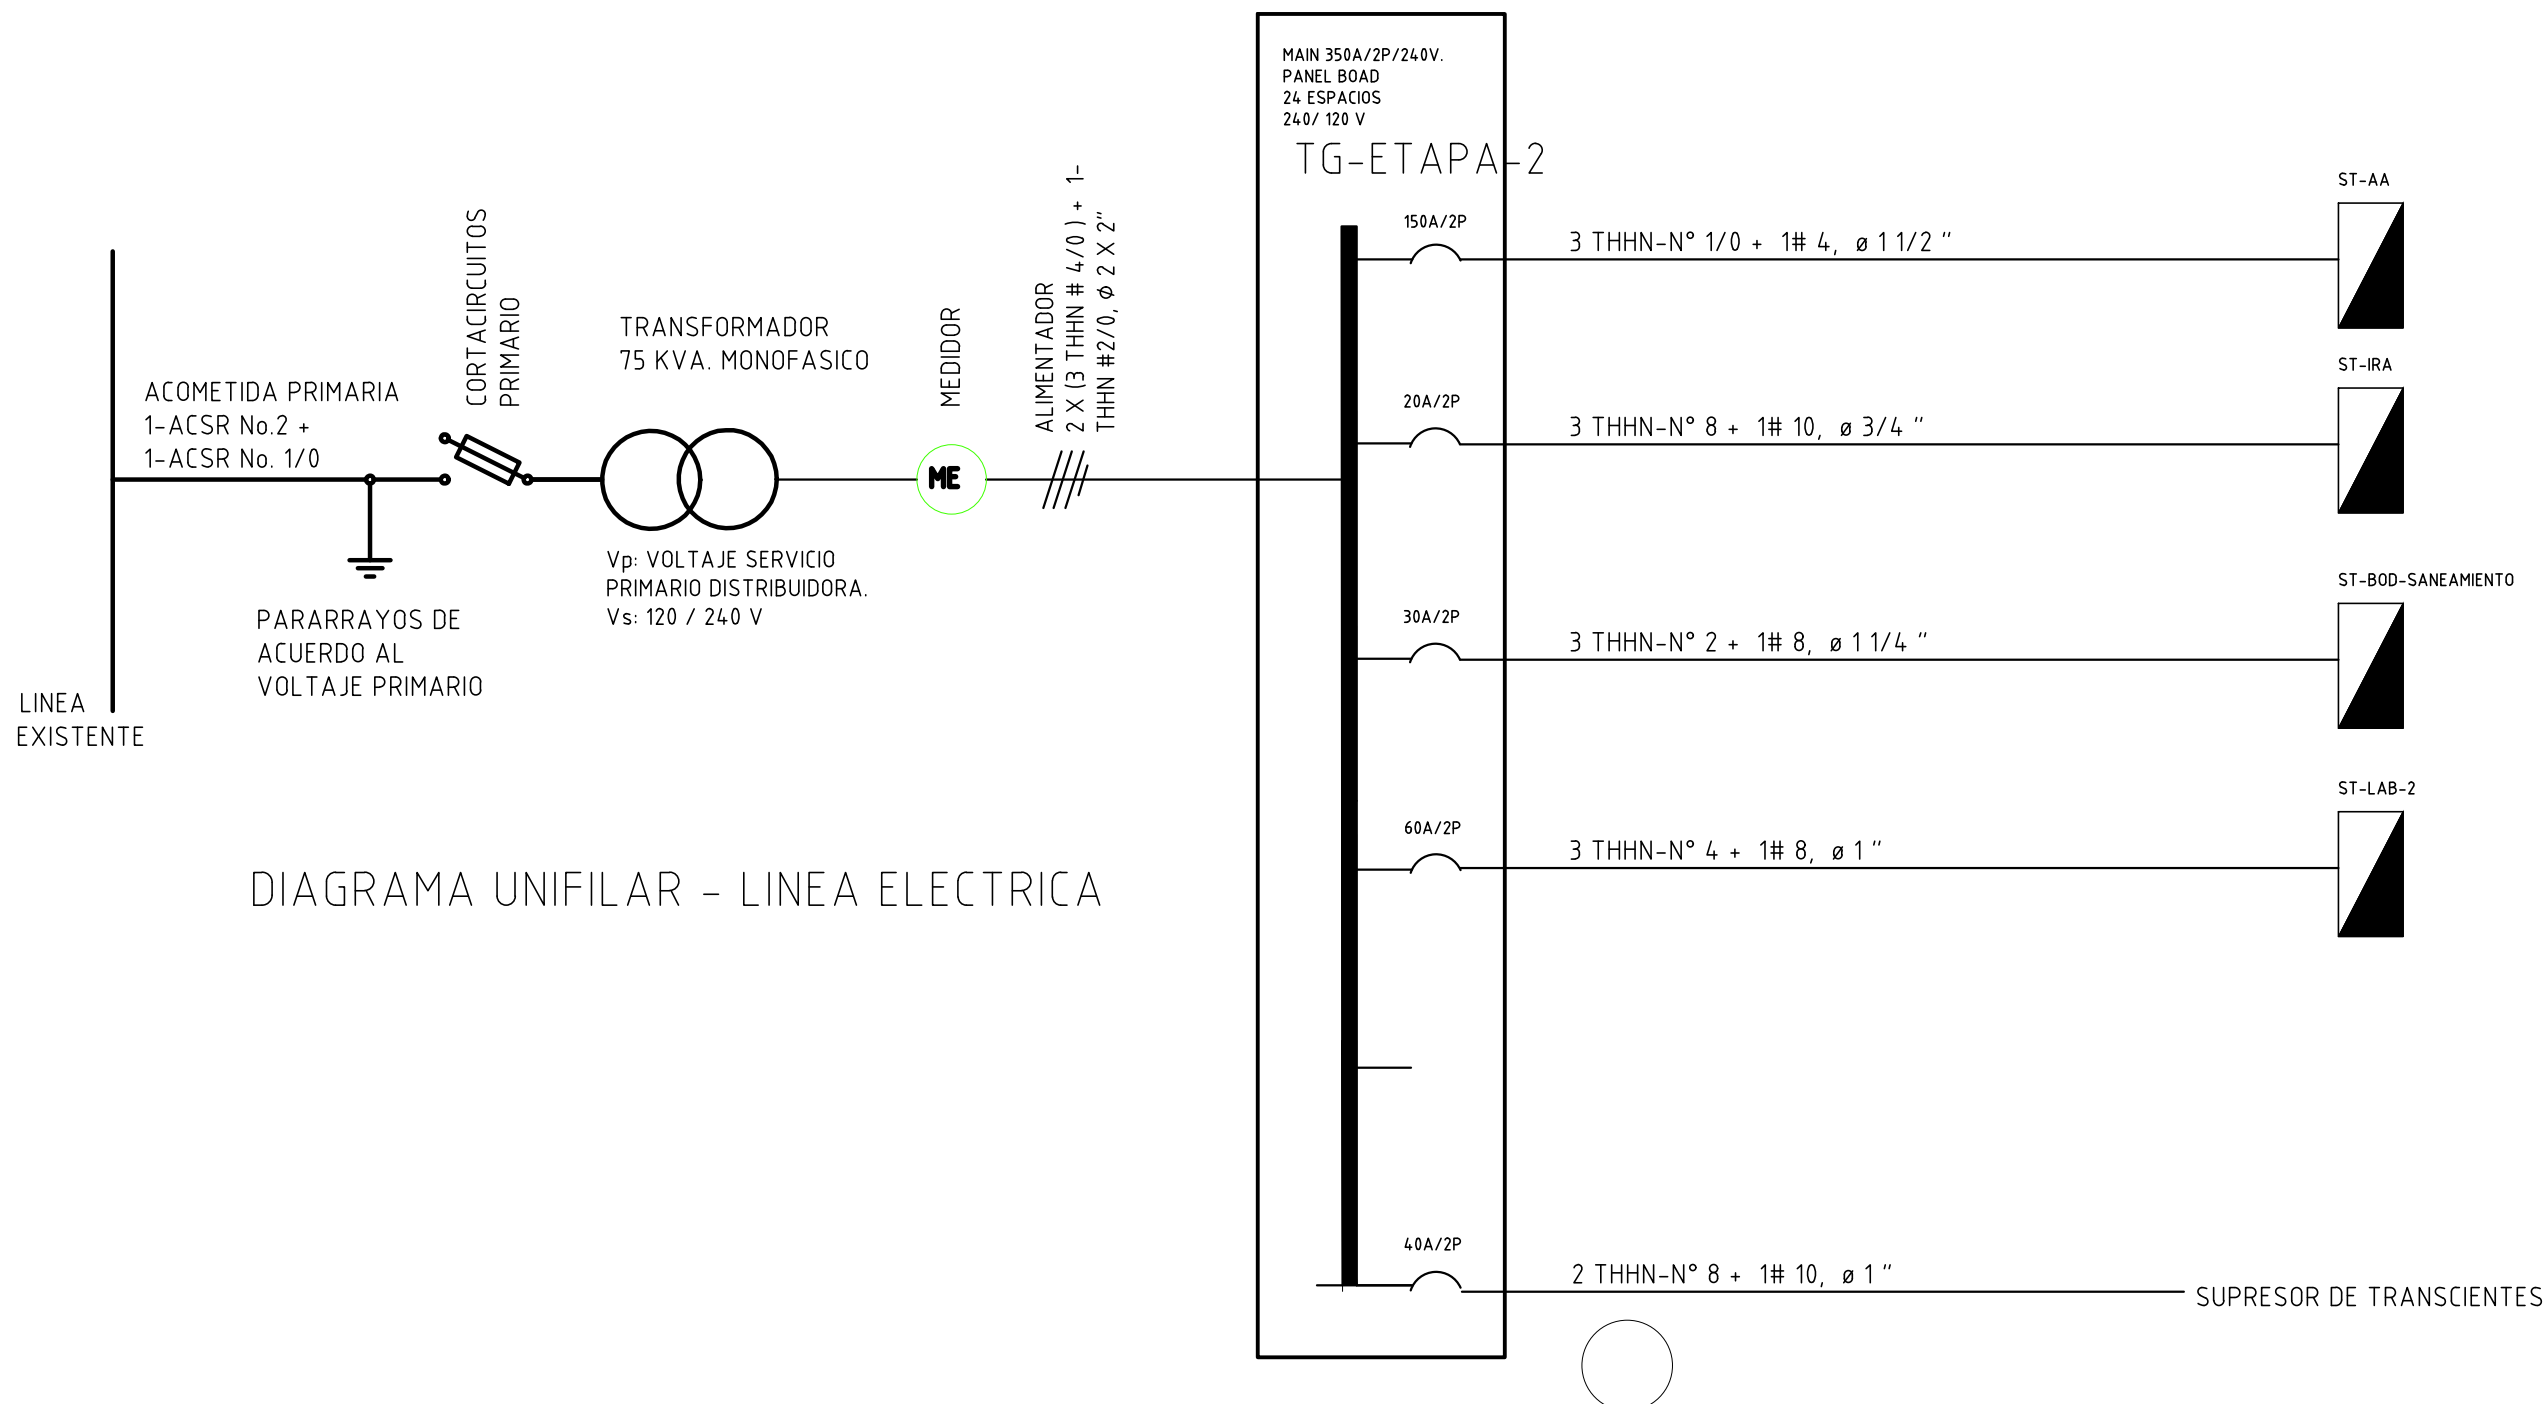 MAIN 350A/2P/240V.
PANEL BOAD
24 ESPACIOS
240/ 120 V
TG-ETAPA-2
LINEA
EXISTENTE
ACOMETIDA PRIMARIA
1-ACSR No.2 +
1-ACSR No. 1/0
PARARRAYOS DE
ACUERDO AL
VOLTAJE PRIMARIO
CORTACIRCUITOS
PRIMARIO
TRANSFORMADOR
75 KVA. MONOFASICO
Vp: VOLTAJE SERVICIO
PRIMARIO DISTRIBUIDORA.
Vs: 120 / 240 V
MEDIDOR
ME
ALIMENTADOR
2 X (3 THHN # 4/0 ) + 1-
THHN #2/0, ϕ 2 X 2"
150A/2P
3 THHN-N° 1/0 + 1# 4, ø 1 1/2 "
ST-AA
20A/2P
3 THHN-N° 8 + 1# 10, ø 3/4 "
ST-IRA
30A/2P
3 THHN-N° 2 + 1# 8, ø 1 1/4 "
ST-BOD-SANEAMIENTO
60A/2P
3 THHN-N° 4 + 1# 8, ø 1 "
ST-LAB-2
40A/2P
2 THHN-N° 8 + 1# 10, ø 1 "
SUPRESOR DE TRANSCIENTES
DIAGRAMA UNIFILAR - LINEA ELECTRICA